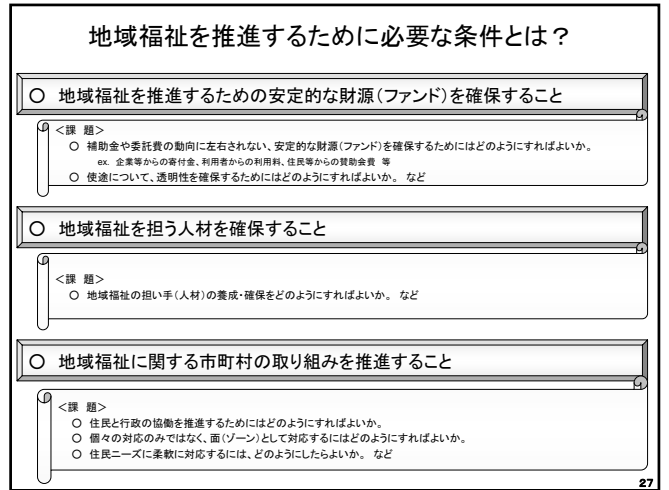 地域福祉を推進するために必要な条件とは？
○ 地域福祉を推進するための安定的な財源(ファンド)を確保すること
<課 題>
○ 補助金や委託費の動向に左右されない、安定的な財源(ファンド)を確保するためにはどのようにすればよいか。
ex. 企業等からの寄付金、利用者からの利用料、住民等からの賛助会費 等
○ 使途について、透明性を確保するためにはどのようにすればよいか。 など
○ 地域福祉を担う人材を確保すること
<課 題>
○ 地域福祉の担い手(人材)の養成・確保をどのようにすればよいか。 など
○ 地域福祉に関する市町村の取り組みを推進すること
<課 題>
○ 住民と行政の協働を推進するためにはどのようにすればよいか。
○ 個々の対応のみではなく、面(ゾーン)として対応するにはどのようにすればよいか。
○ 住民ニーズに柔軟に対応するには、どのようにしたらよいか。 など
27